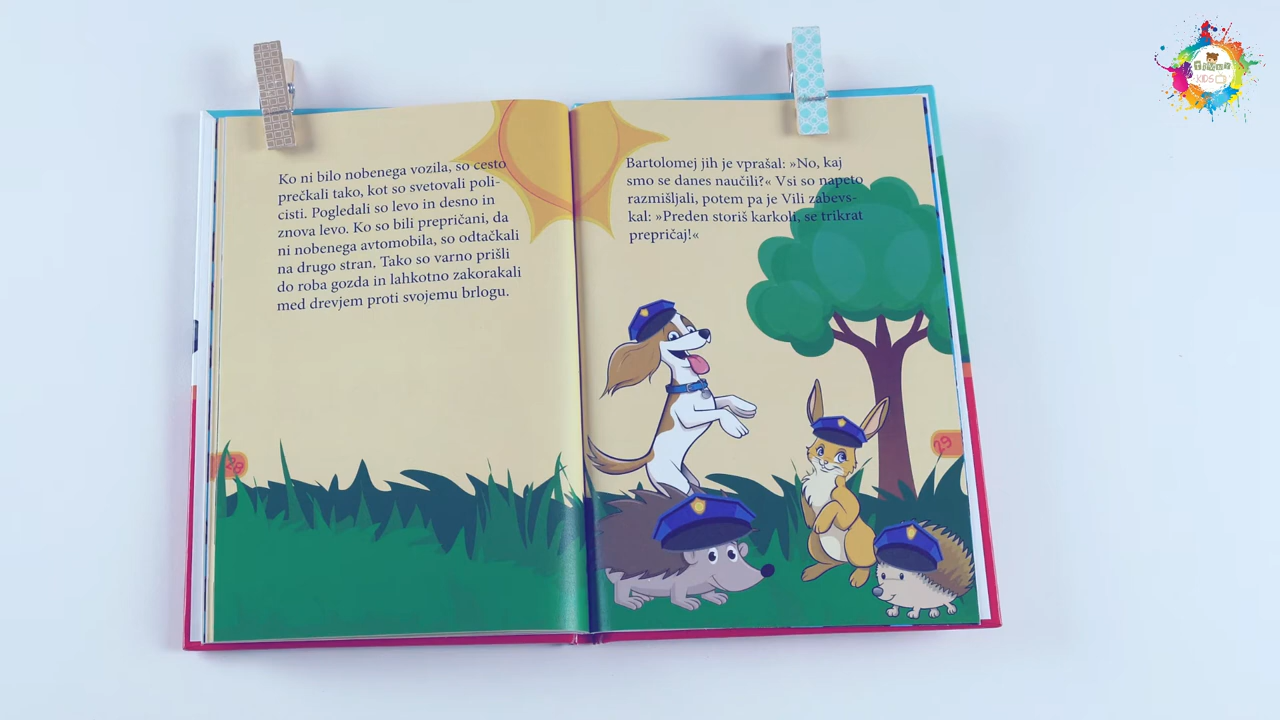 Ko ni bilo nobenega vozila, so cesto
prečkali tako, kot so svetovali poli-
cisti. Pogledali so levo in desno in
znova levo. Ko so bili prepričani, da
ni nobenega avtomobila, so odtačkali
na drugo stran. Tako so varno prišli
do roba gozda in lahkotno zakorakali
med drevjem proti svojemu brlogu.
28
Bartolomej jih je vprašal: »No, kaj
smo se danes naučili?« Vsi so napeto
razmišljali, potem pa je Vili zabevs-
kal: »Preden storiš karkoli, se trikrat
prepričaj!«
29
KIDS